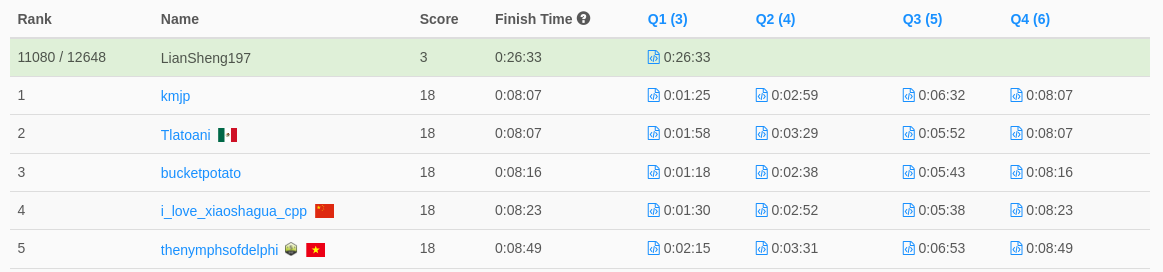 Rank Name Score Finish Time Q1 (3) Q2 (4) Q3 (5) Q4 (6)
11080 / 12648 LianSheng197 3 0:26:33 0:26:33
1 kmjp 18 0:08:07 0:01:25 0:02:59 0:06:32 0:08:07
2 Tlatoani 18 0:08:07 0:01:58 0:03:29 0:05:52 0:08:07
3 bucketpotato 18 0:08:16 0:01:18 0:02:38 0:05:43 0:08:16
4 i_love_xiaoshagua_cpp 18 0:08:23 0:01:30 0:02:52 0:05:38 0:08:23
5 thenymphsofdelphi 18 0:08:49 0:02:15 0:03:31 0:06:53 0:08:49